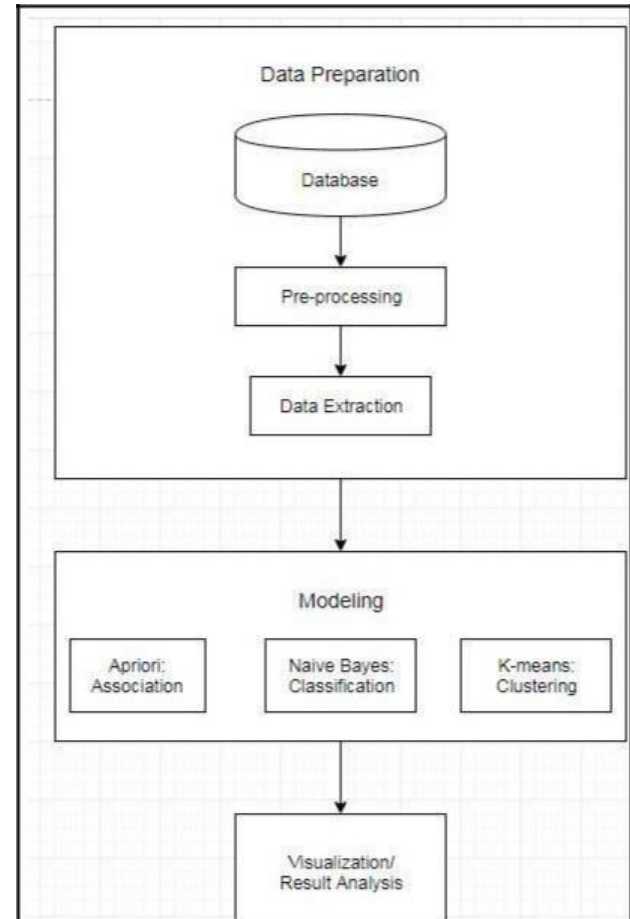 Data Preparation
Database
Pre-processing
Data Extraction
Modeling
Apriori:
Association
Naive Bayes:
Classification
K-means:
Clustering
Visualization/
Result Analysis